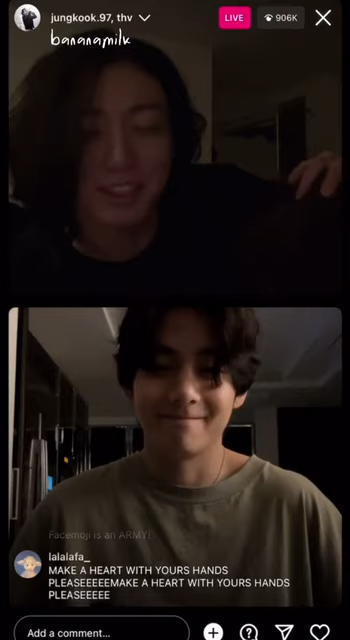 jungkook.97, thv
LIVE
906K
bananamilk
Facemoji is an ARMY!
lalalafa_
MAKE A HEART WITH YOURS HANDS
PLEASEEEEEMAKE A HEART WITH YOURS HANDS
PLEASEEEEE
Add a comment...